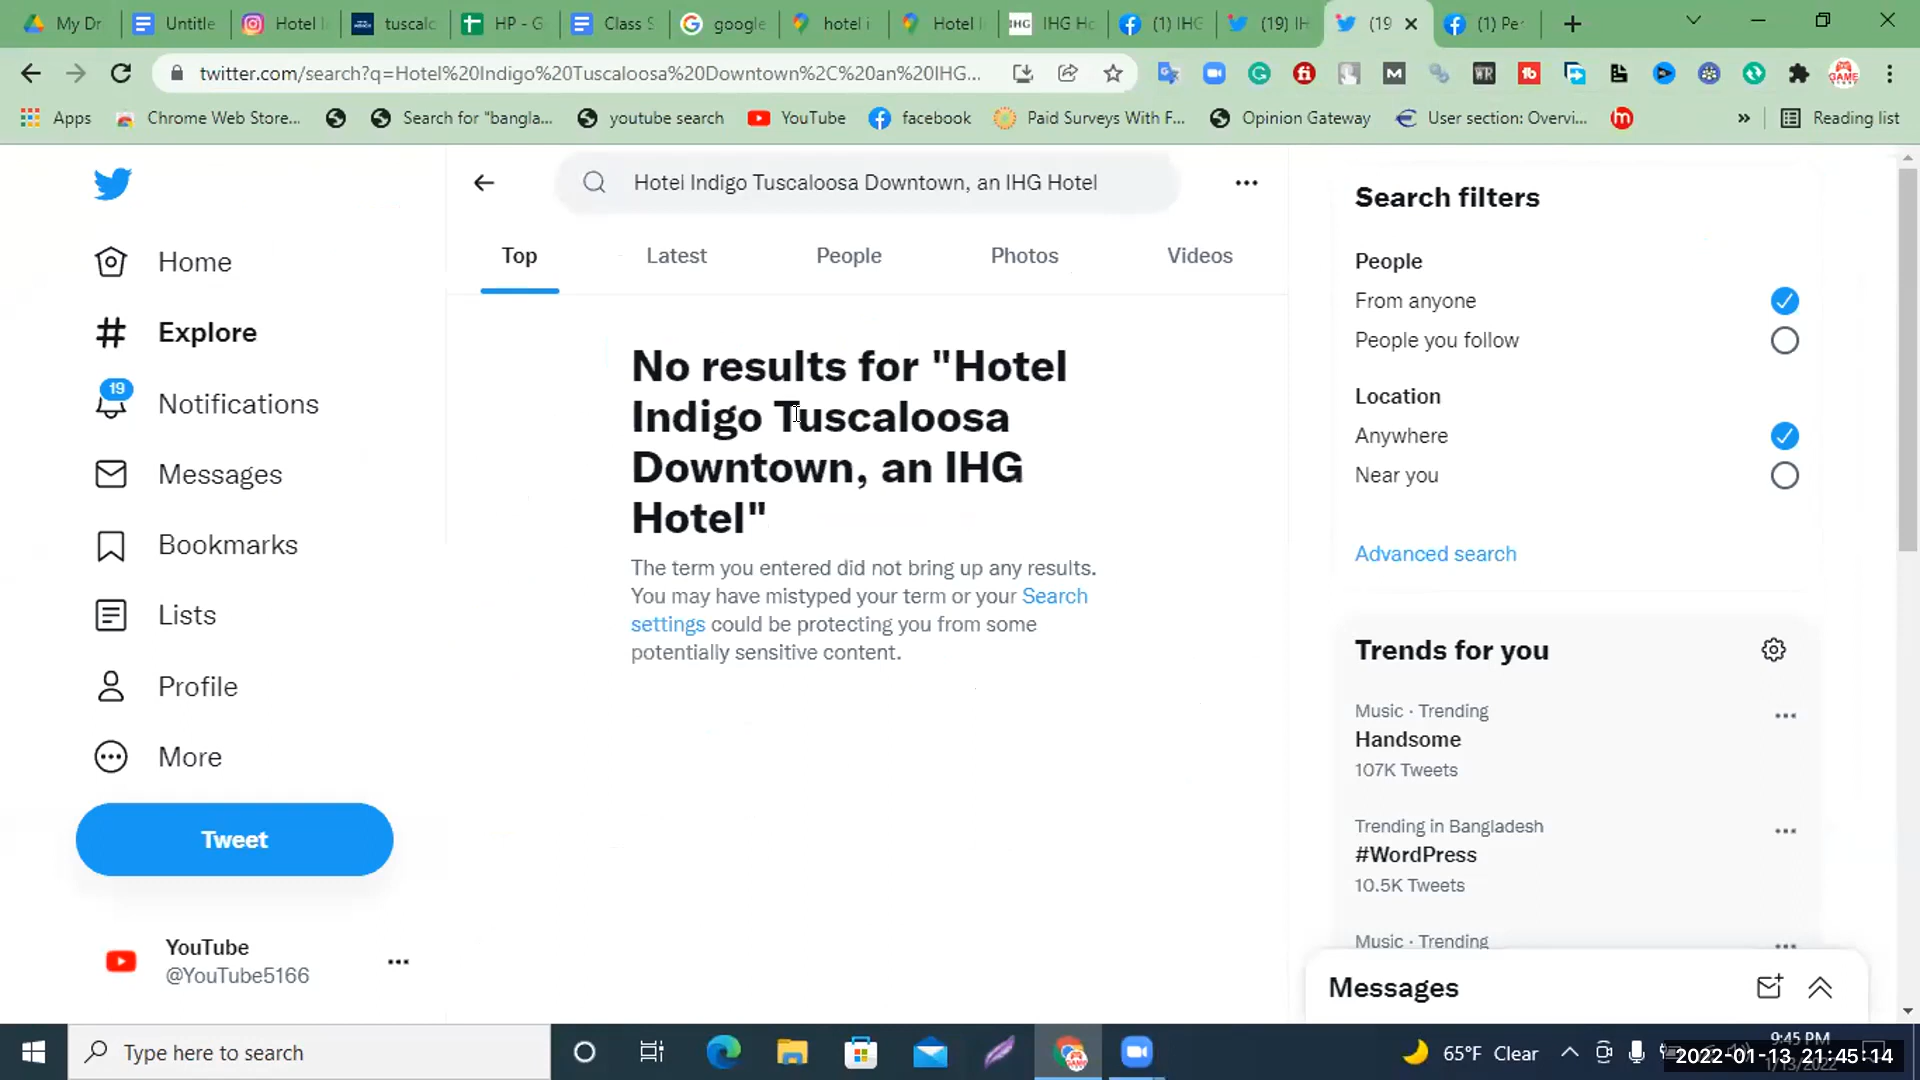 My Dr
Untitle
Hotel I
tuscalc
HP - G
Class S
google
hotel i
Hotel I
IHG Ho
(1) IHG
(19) IH
(19
(1) Pe
twitter.com/search?q=Hotel%20Indigo%20Tuscaloosa%20Downtown%2C%20an%20IHG...
Apps
Chrome Web Store...
Search for "bangla...
youtube search
YouTube
facebook
Paid Surveys With F...
Opinion Gateway
User section: Overvi...
»
Reading list
Hotel Indigo Tuscaloosa Downtown, an IHG Hotel
Top
Latest
People
Photos
Videos
Home
Explore
19
Notifications
Messages
Bookmarks
Lists
Profile
More
Tweet
YouTube
@YouTube5166
No results for "Hotel
Indigo Tuscaloosa
Downtown, an IHG
Hotel"
The term you entered did not bring up any results.
You may have mistyped your term or your Search
settings could be protecting you from some
potentially sensitive content.
Search filters
People
From anyone
People you follow
Location
Anywhere
Near you
Advanced search
Trends for you
Music · Trending
Handsome
107K Tweets
Trending in Bangladesh
#WordPress
10.5K Tweets
Music · Trending
Messages
Type here to search
65°F Clear
9:45 PM
2022-01-13 21:45:14